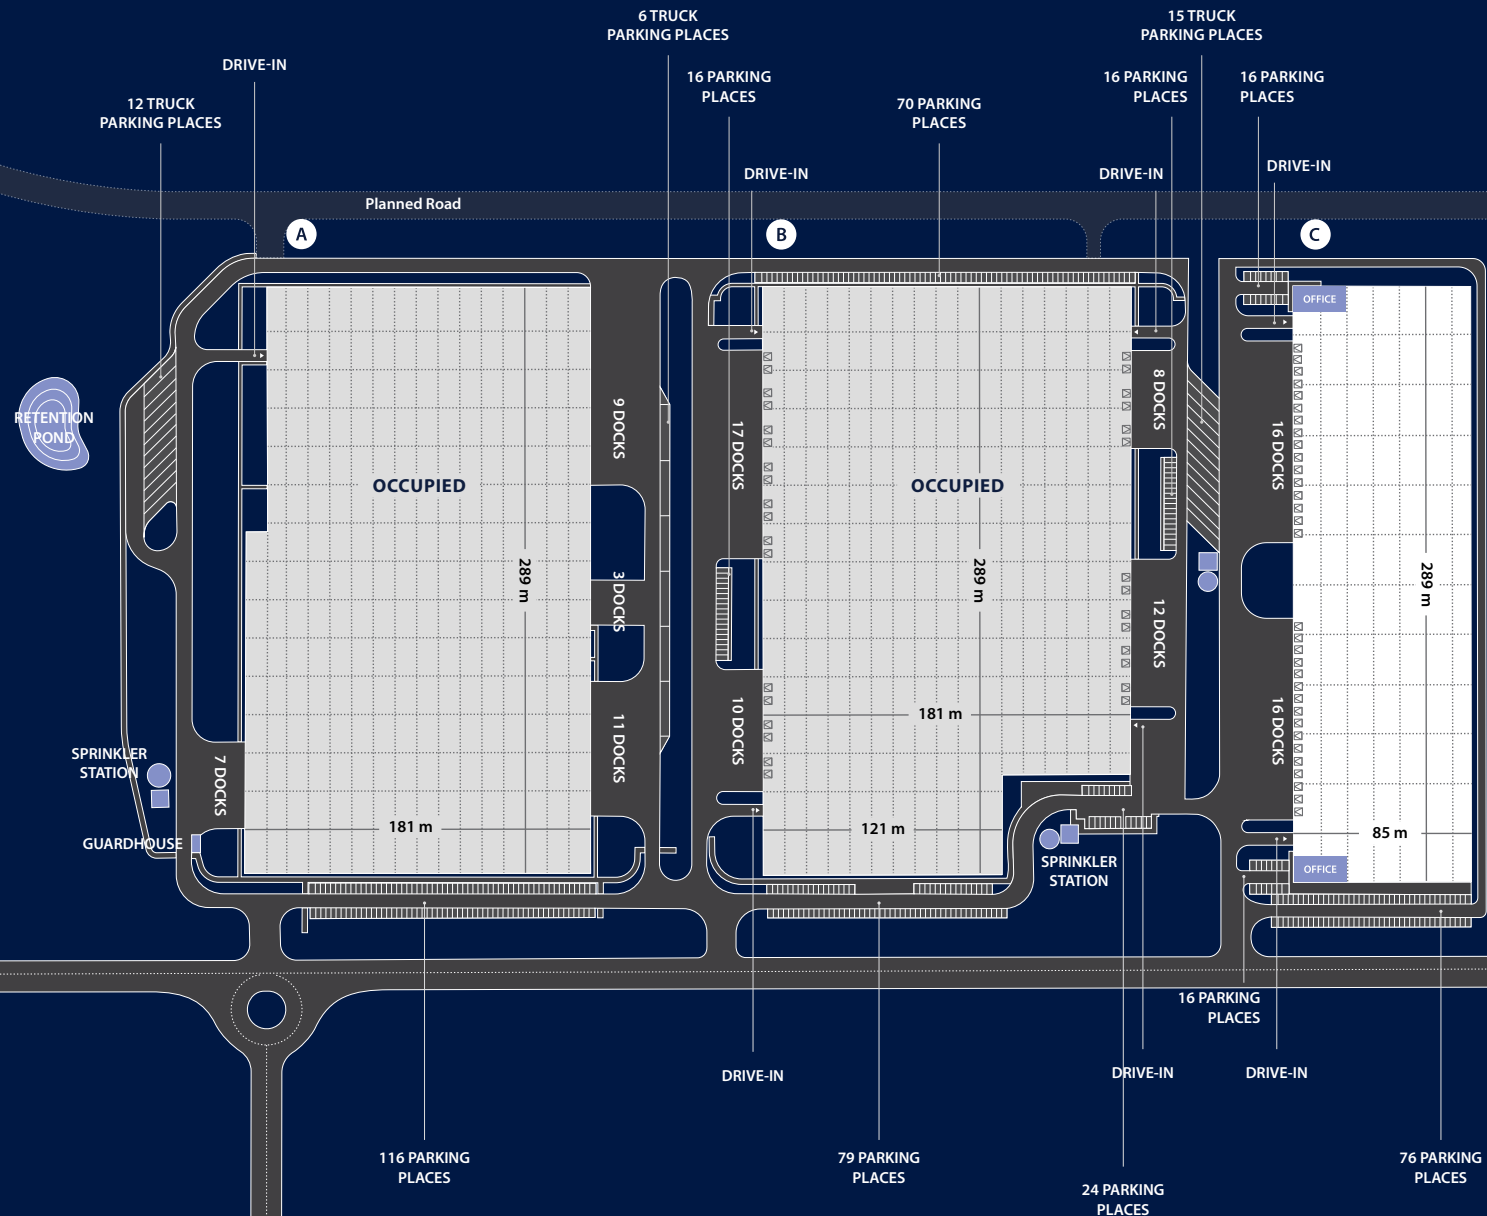 6 TRUCK
PARKING PLACES
15 TRUCK
PARKING PLACES
DRIVE-IN
16 PARKING
PLACES
16 PARKING
PLACES
16 PARKING
PLACES
12 TRUCK
PARKING PLACES
70 PARKING
PLACES
DRIVE-IN
DRIVE-IN
DRIVE-IN
Planned Road
A
B
C
OFFICE
RETENTION
POND
9 DOCKS
17 DOCKS
8 DOCKS
16 DOCKS
OCCUPIED
OCCUPIED
289 m
289 m
289 m
3 DOCKS
12 DOCKS
181 m
11 DOCKS
10 DOCKS
16 DOCKS
SPRINKLER
STATION
7 DOCKS
181 m
121 m
85 m
GUARDHOUSE
SPRINKLER
STATION
OFFICE
16 PARKING
PLACES
DRIVE-IN
DRIVE-IN
DRIVE-IN
116 PARKING
PLACES
79 PARKING
PLACES
76 PARKING
PLACES
24 PARKING
PLACES